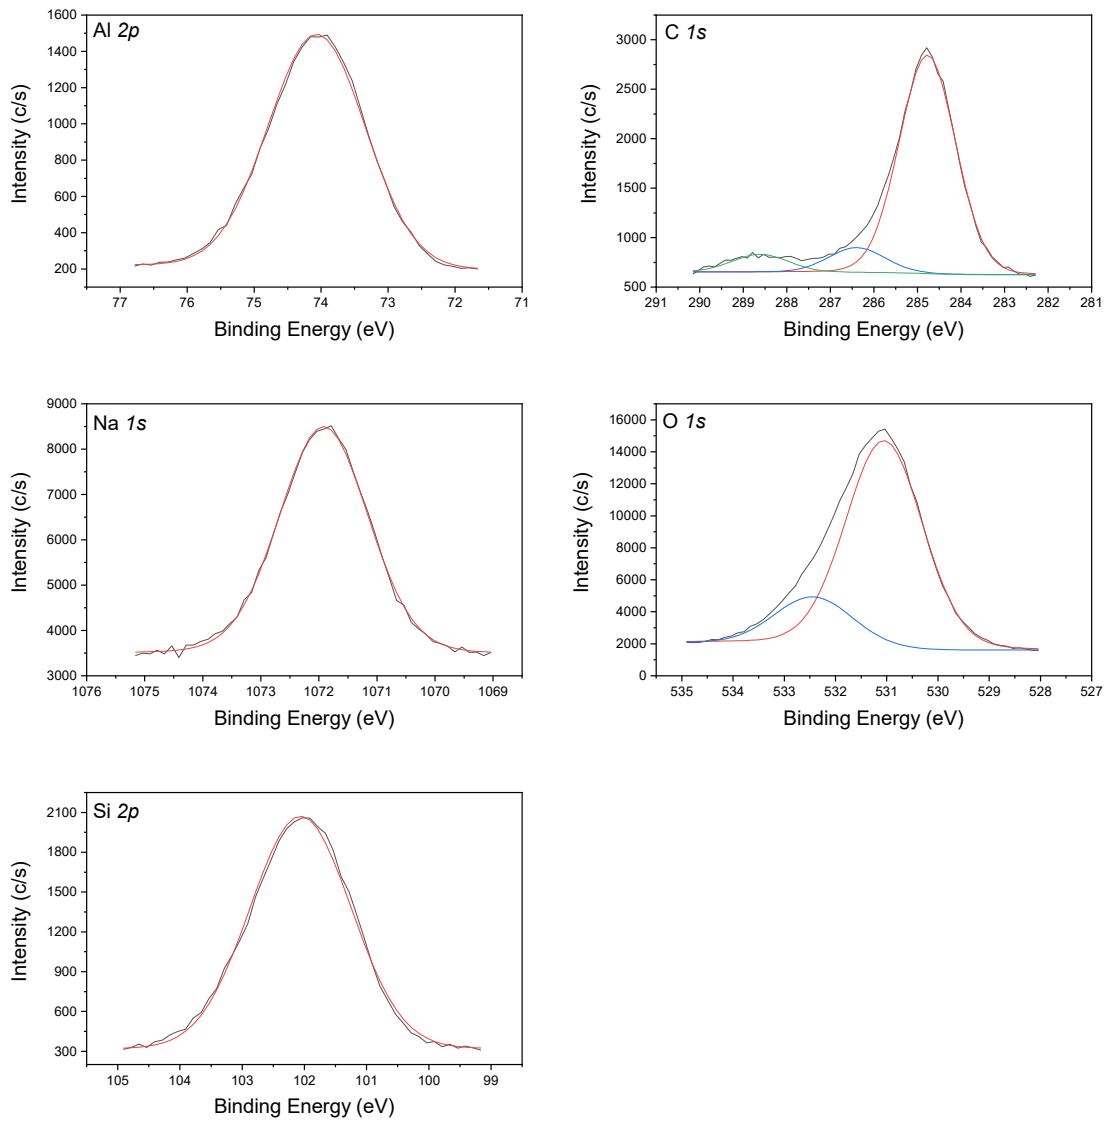 Al 2p
Intensity (c/s)
1600
1400
1200
1000
800
600
400
200
77 76 75 74 73 72 71
Binding Energy (eV)
C 1s
Intensity (c/s)
3000
2500
2000
1500
1000
500
291 290 289 288 287 286 285 284 283 282 281
Binding Energy (eV)
Na 1s
Intensity (c/s)
9000
8000
7000
6000
5000
4000
3000
1076 1075 1074 1073 1072 1071 1070 1069
Binding Energy (eV)
O 1s
Intensity (c/s)
16000
14000
12000
10000
8000
6000
4000
2000
0
535 534 533 532 531 530 529 528 527
Binding Energy (eV)
Si 2p
Intensity (c/s)
2100
1800
1500
1200
900
600
300
105 104 103 102 101 100 99
Binding Energy (eV)